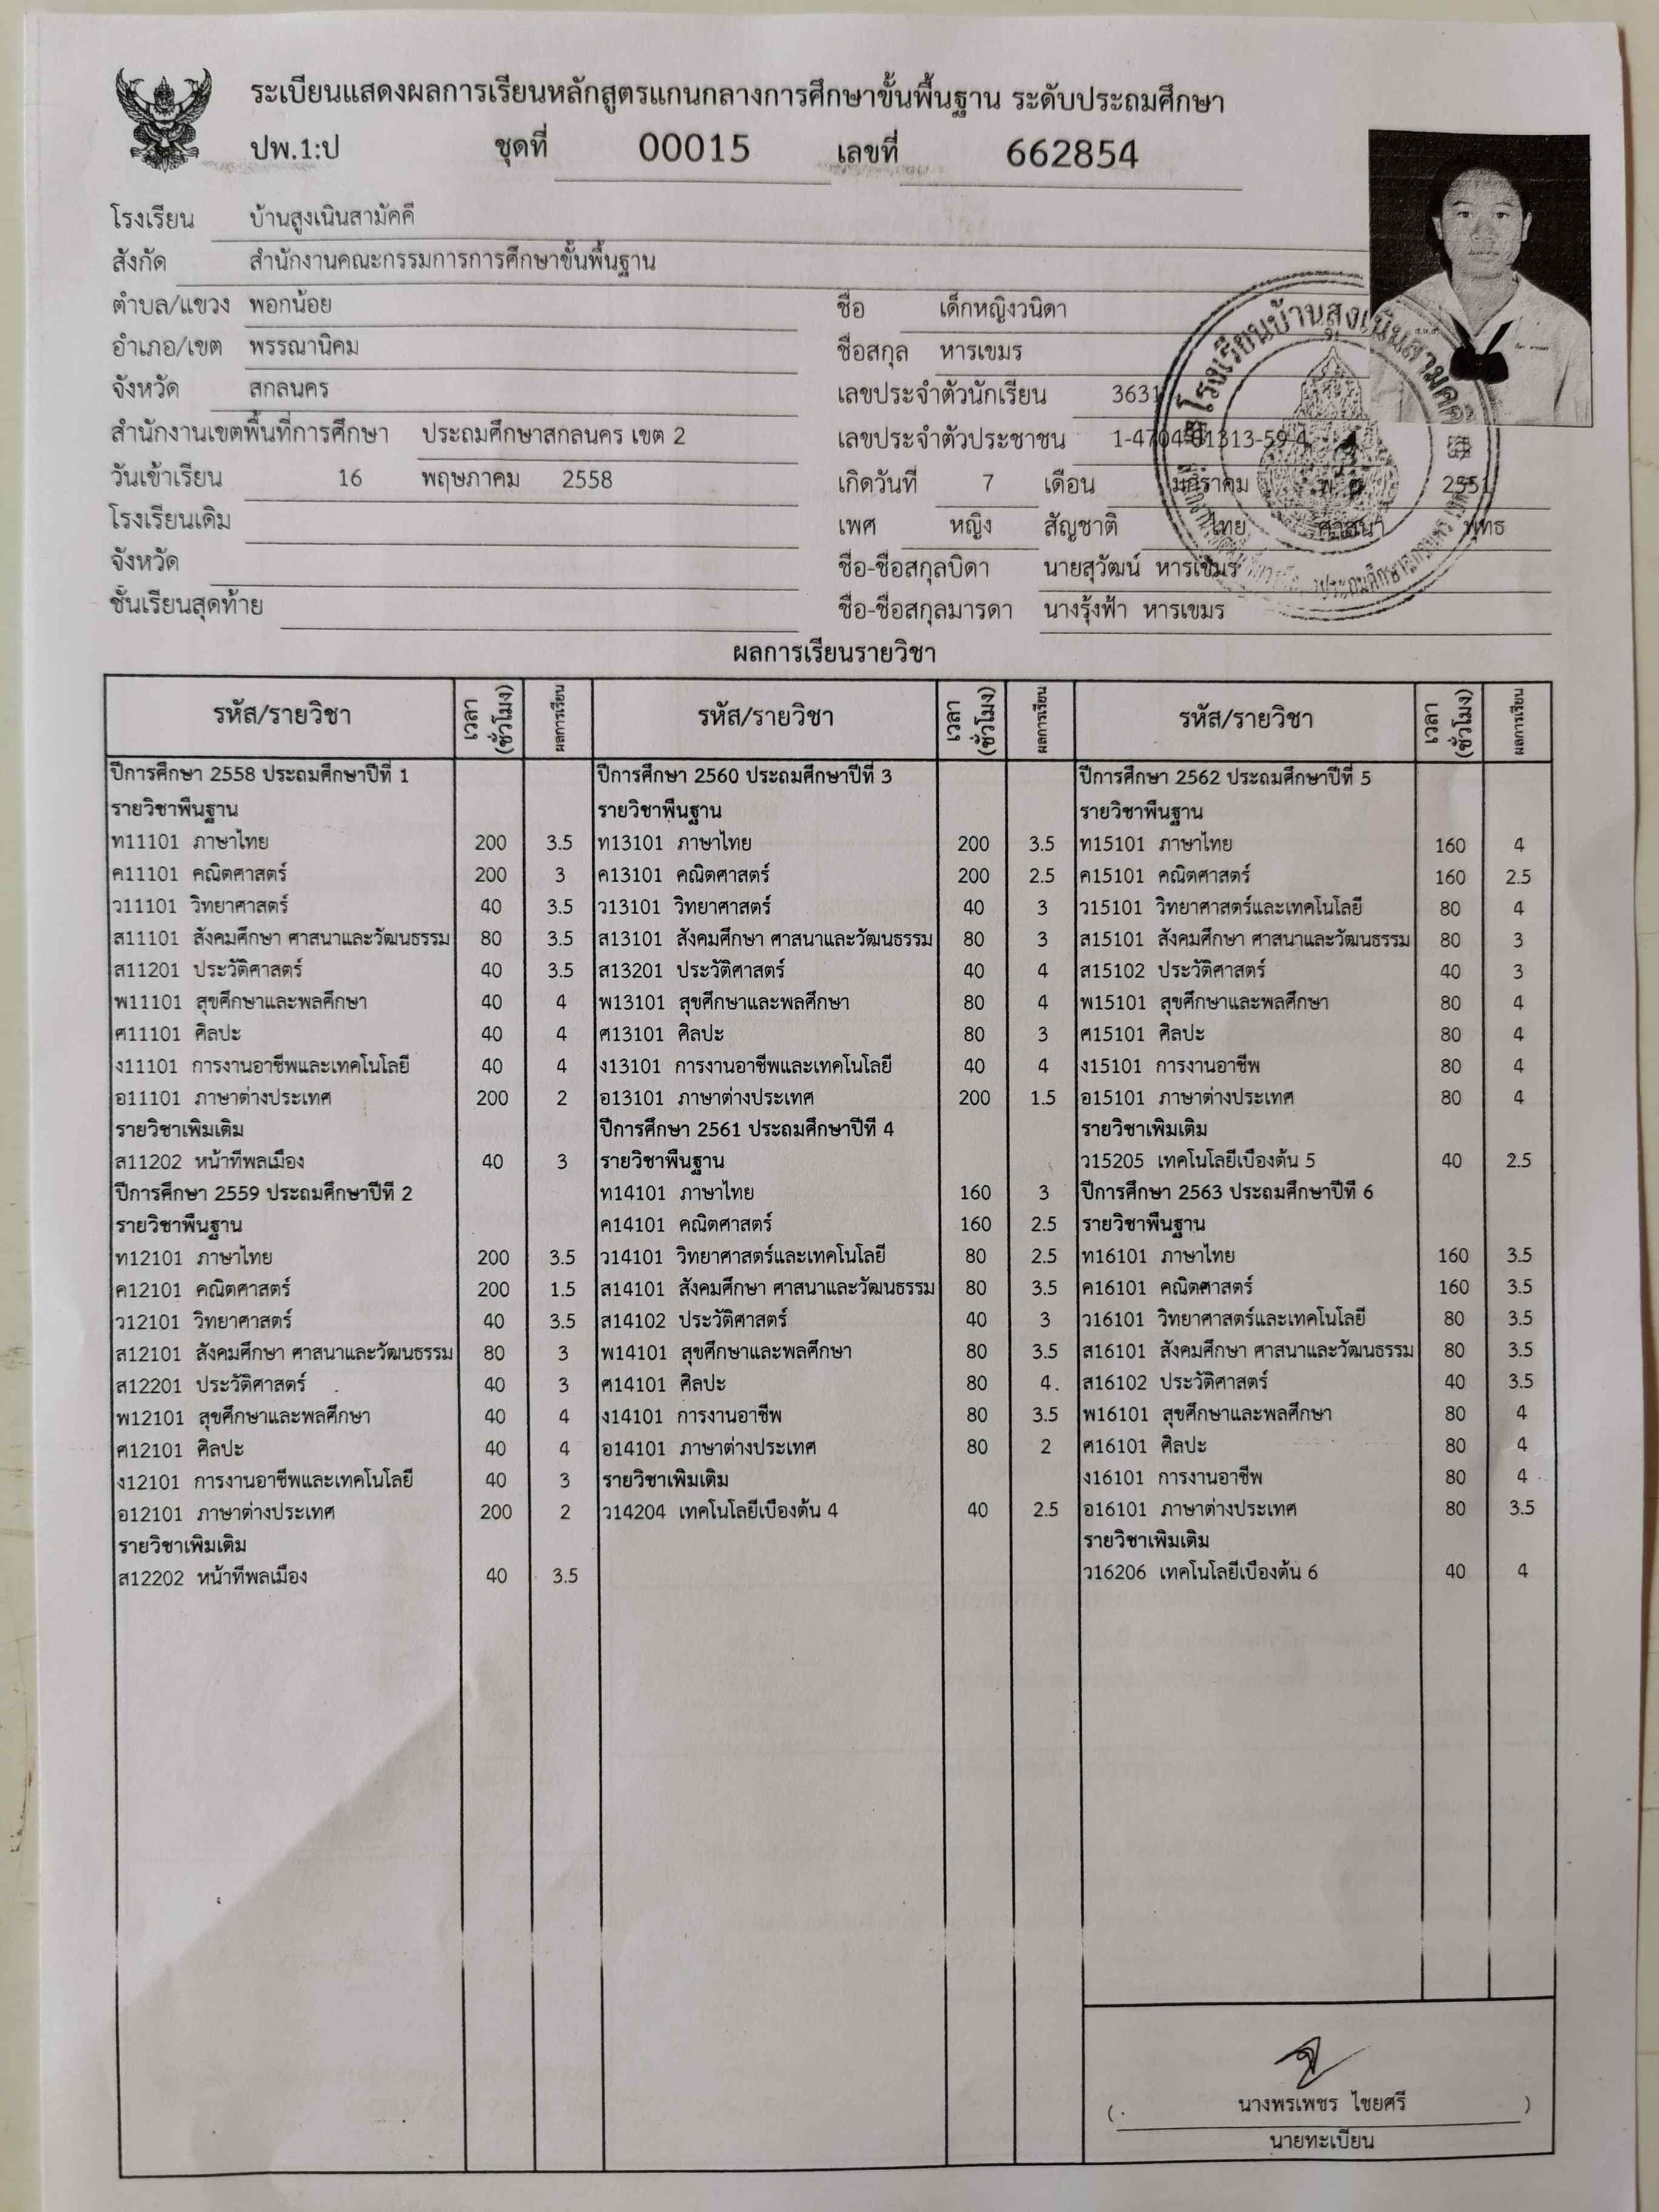 ระเบียนแสดงผลการเรียนหลักสูตรแกนกลางการศึกษาขั้นพื้นฐาน ระดับประถมศึกษา
ปพ.1:ป ชุดที่ 00015 เลขที่ 662854
โรงเรียน บ้านสูงเนินสามัคคี
สังกัด สำนักงานคณะกรรมการการศึกษาขั้นพื้นฐาน
ตำบล/แขวง พอกน้อย
อำเภอ/เขต พรรณานิคม
จังหวัด สกลนคร
สำนักงานเขตพื้นที่การศึกษา ประถมศึกษาสกลนคร เขต 2
วันเข้าเรียน 16 พฤษภาคม 2558
โรงเรียนเดิม
จังหวัด
ชั้นเรียนสุดท้าย
ชื่อ เด็กหญิงวนิดา
ชื่อสกุล หารเขมร
เลขประจำตัวนักเรียน 3631
เลขประจำตัวประชาชน 1-4704-01313-59-4
เกิดวันที่ 7 เดือน มกราคม พ.ศ. 2551
เพศ หญิง สัญชาติ ไทย ศาสนา พุทธ
ชื่อ-ชื่อสกุลบิดา นายสุวัฒน์ หารเขมร
ชื่อ-ชื่อสกุลมารดา นางรุ้งฟ้า หารเขมร
โรงเรียนบ้านสูงเนินสามัคคี
ผลการเรียนรายวิชา
รหัส/รายวิชา เวลา (ชั่วโมง) ผลการเรียน
ปีการศึกษา 2558 ประถมศึกษาปีที่ 1
รายวิชาพื้นฐาน
ท11101 ภาษาไทย 200 3.5
ค11101 คณิตศาสตร์ 200 3
ว11101 วิทยาศาสตร์ 40 3.5
ส11101 สังคมศึกษา ศาสนาและวัฒนธรรม 80 3.5
ส11201 ประวัติศาสตร์ 40 3.5
พ11101 สุขศึกษาและพลศึกษา 40 4
ศ11101 ศิลปะ 40 4
ง11101 การงานอาชีพและเทคโนโลยี 40 4
อ11101 ภาษาต่างประเทศ 200 2
รายวิชาเพิ่มเติม
ส11202 หน้าที่พลเมือง 40 3
ปีการศึกษา 2559 ประถมศึกษาปีที่ 2
รายวิชาพื้นฐาน
ท12101 ภาษาไทย 200 3.5
ค12101 คณิตศาสตร์ 200 1.5
ว12101 วิทยาศาสตร์ 40 3.5
ส12101 สังคมศึกษา ศาสนาและวัฒนธรรม 80 3
ส12201 ประวัติศาสตร์ 40 3
พ12101 สุขศึกษาและพลศึกษา 40 4
ศ12101 ศิลปะ 40 4
ง12101 การงานอาชีพและเทคโนโลยี 40 3
อ12101 ภาษาต่างประเทศ 200 2
รายวิชาเพิ่มเติม
ส12202 หน้าที่พลเมือง 40 3.5
รหัส/รายวิชา เวลา (ชั่วโมง) ผลการเรียน
ปีการศึกษา 2560 ประถมศึกษาปีที่ 3
รายวิชาพื้นฐาน
ท13101 ภาษาไทย 200 3.5
ค13101 คณิตศาสตร์ 200 2.5
ว13101 วิทยาศาสตร์ 40 3
ส13101 สังคมศึกษา ศาสนาและวัฒนธรรม 80 3
ส13201 ประวัติศาสตร์ 40 4
พ13101 สุขศึกษาและพลศึกษา 80 4
ศ13101 ศิลปะ 80 3
ง13101 การงานอาชีพและเทคโนโลยี 40 4
อ13101 ภาษาต่างประเทศ 200 1.5
ปีการศึกษา 2561 ประถมศึกษาปีที่ 4
รายวิชาพื้นฐาน
ท14101 ภาษาไทย 160 3
ค14101 คณิตศาสตร์ 160 2.5
ว14101 วิทยาศาสตร์และเทคโนโลยี 80 2.5
ส14101 สังคมศึกษา ศาสนาและวัฒนธรรม 80 3.5
ส14102 ประวัติศาสตร์ 40 3
พ14101 สุขศึกษาและพลศึกษา 80 3.5
ศ14101 ศิลปะ 80 4
ง14101 การงานอาชีพ 80 3.5
อ14101 ภาษาต่างประเทศ 80 2
รายวิชาเพิ่มเติม
ว14204 เทคโนโลยีเบื้องต้น 4 40 2.5
รหัส/รายวิชา เวลา (ชั่วโมง) ผลการเรียน
ปีการศึกษา 2562 ประถมศึกษาปีที่ 5
รายวิชาพื้นฐาน
ท15101 ภาษาไทย 160 4
ค15101 คณิตศาสตร์ 160 2.5
ว15101 วิทยาศาสตร์และเทคโนโลยี 80 4
ส15101 สังคมศึกษา ศาสนาและวัฒนธรรม 80 3
ส15102 ประวัติศาสตร์ 40 3
พ15101 สุขศึกษาและพลศึกษา 80 4
ศ15101 ศิลปะ 80 4
ง15101 การงานอาชีพ 80 4
อ15101 ภาษาต่างประเทศ 80 4
รายวิชาเพิ่มเติม
ว15205 เทคโนโลยีเบื้องต้น 5 40 2.5
ปีการศึกษา 2563 ประถมศึกษาปีที่ 6
รายวิชาพื้นฐาน
ท16101 ภาษาไทย 160 3.5
ค16101 คณิตศาสตร์ 160 3.5
ว16101 วิทยาศาสตร์และเทคโนโลยี 80 3.5
ส16101 สังคมศึกษา ศาสนาและวัฒนธรรม 80 3.5
ส16102 ประวัติศาสตร์ 40 3.5
พ16101 สุขศึกษาและพลศึกษา 80 4
ศ16101 ศิลปะ 80 4
ง16101 การงานอาชีพ 80 4
อ16101 ภาษาต่างประเทศ 80 3.5
รายวิชาเพิ่มเติม
ว16206 เทคโนโลยีเบื้องต้น 6 40 4
( นางพรเพชร ไชยศรี )
นายทะเบียน